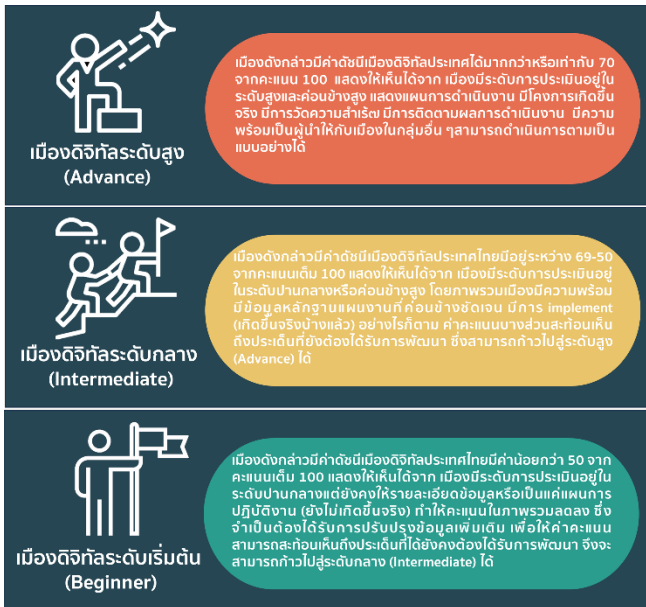 เมืองดิจิทัลระดับสูง
(Advance)
เมืองดังกล่าวมีค่าดัชนีเมืองดิจิทัลประเทศได้มากกว่าหรือเท่ากับ 70
จากคะแนน 100 แสดงให้เห็นได้จาก เมืองมีระดับการประเมินอยู่ใน
ระดับสูงและค่อนข้างสูง แสดงแผนการดำเนินงาน มีโครงการเกิดขึ้น
จริง มีการวัดความสำเร็๗ มีการติดตามผลการดำเนินงาน มีความ
พร้อมเป็นผู้นำให้กับเมืองในกลุ่มอื่น ๆสามารถดำเนินการตามเป็น
แบบอย่างได้
เมืองดิจิทัลระดับกลาง
(Intermediate)
เมืองดังกล่าวมีค่าดัชนีเมืองดิจิทัลประเทศไทยมีอยู่ระหว่าง 69-50
จากคะแนนเต็ม 100 แสดงให้เห็นได้จาก เมืองมีระดับการประเมินอยู่
ในระดับปานกลางหรือค่อนข้างสูง โดยภาพรวมเมืองมีความพร้อม
มีข้อมูลหลักฐานแผนงานที่ค่อนข้างชัดเจน มีการ implement
(เกิดขึ้นจริงบ้างแล้ว) อย่างไรก็ตาม ค่าคะแนนบางส่วนสะท้อนเห็น
ถึงประเด็นที่ยังต้องได้รับการพัฒนา ซึ่งสามารถก้าวไปสู่ระดับสูง
(Advance) ได้
เมืองดิจิทัลระดับเริ่มต้น
(Beginner)
เมืองดังกล่าวมีค่าดัชนีเมืองดิจิทัลประเทศไทยมีค่าน้อยกว่า 50 จาก
คะแนนเต็ม 100 แสดงให้เห็นได้จาก เมืองมีระดับการประเมินอยู่ใน
ระดับปานกลางแต่ยังคงให้รายละเอียดข้อมูลหรือเป็นแค่แผนการ
ปฏิบัติงาน (ยังไม่เกิดขึ้นจริง) ทำให้คะแนนในภาพรวมลดลง ซึ่ง
จำเป็นต้องได้รับการปรับปรุงข้อมูลเพิ่มเติม เพื่อให้ค่าคะแนน
สามารถสะท้อนเห็นถึงประเด็นที่ได้ยังคงต้องได้รับการพัฒนา จึงจะ
สามารถก้าวไปสู่ระดับกลาง (Intermediate) ได้